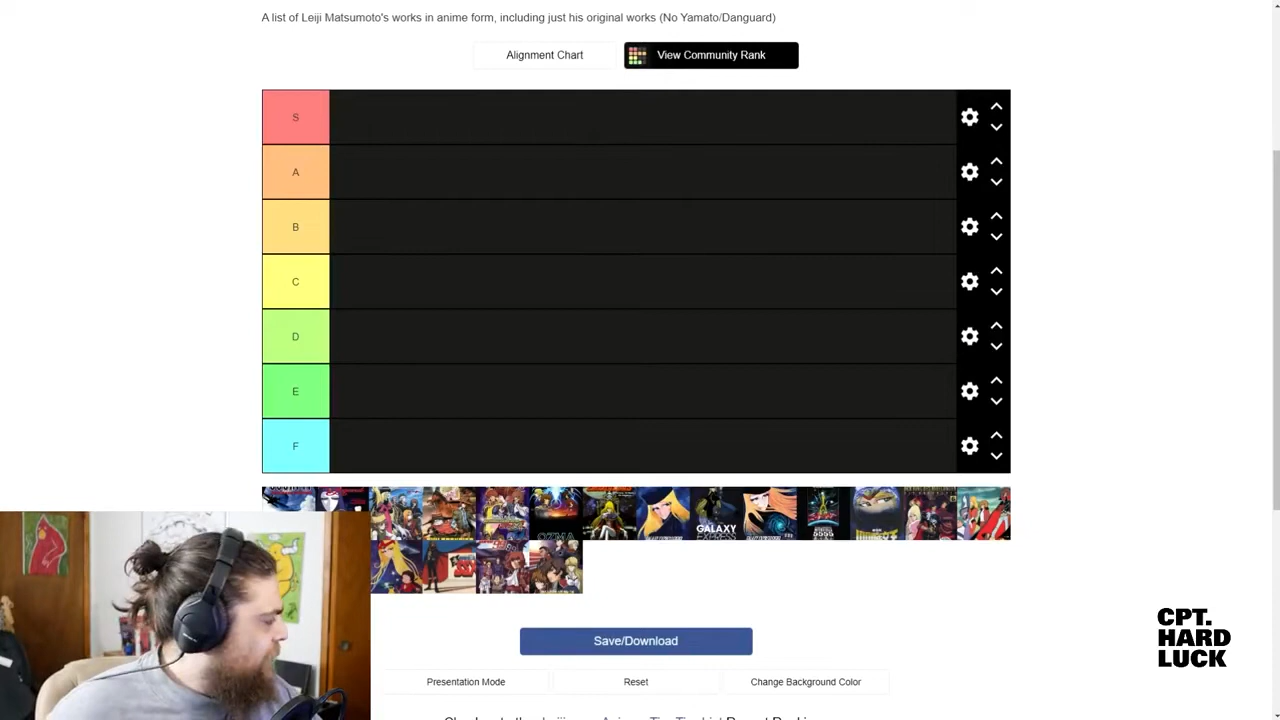 A list of Leiji Matsumoto's works in anime form, including just his original works (No Yamato/Danguard)
Alignment Chart
View Community Rank
S
A
B
C
D
E
F
GALAXY
EXPRESS
5555
Save/Download
Presentation Mode
Reset
Change Background Color
CPT.
HARD
LUCK